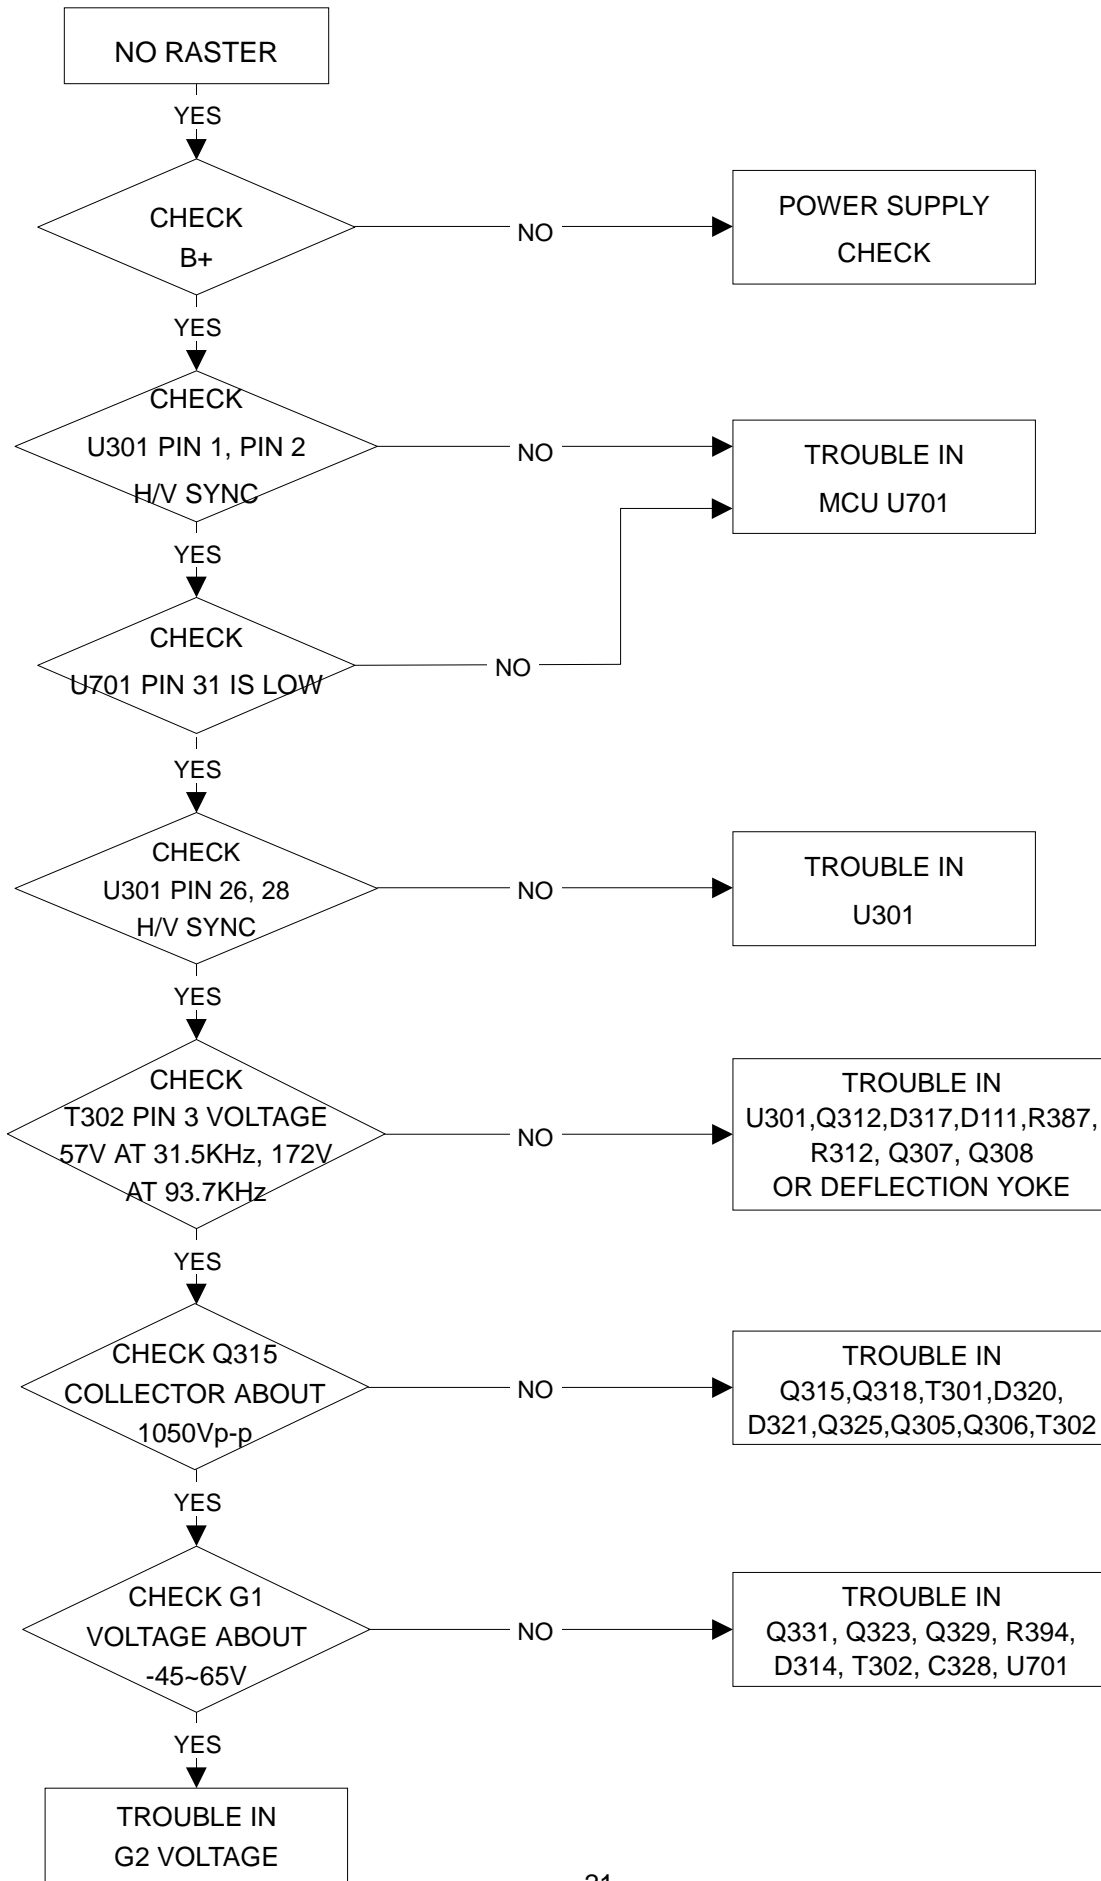 NO RASTER
YES
CHECK
B+
NO
POWER SUPPLY
CHECK
YES
CHECK
U301 PIN 1, PIN 2
H/V SYNC
NO
TROUBLE IN
MCU U701
YES
CHECK
U701 PIN 31 IS LOW
NO
YES
CHECK
U301 PIN 26, 28
H/V SYNC
NO
TROUBLE IN
U301
YES
CHECK
T302 PIN 3 VOLTAGE
57V AT 31.5KHz, 172V
AT 93.7KHz
NO
TROUBLE IN
U301,Q312,D317,D111,R387,
R312, Q307, Q308
OR DEFLECTION YOKE
YES
CHECK Q315
COLLECTOR ABOUT
1050Vp-p
NO
TROUBLE IN
Q315,Q318,T301,D320,
D321,Q325,Q305,Q306,T302
YES
CHECK G1
VOLTAGE ABOUT
-45~65V
NO
TROUBLE IN
Q331, Q323, Q329, R394,
D314, T302, C328, U701
YES
TROUBLE IN
G2 VOLTAGE